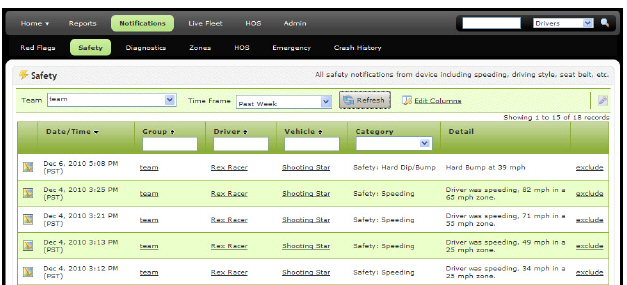 Home ▾ Reports Notifications Live Fleet HOS Admin Drivers
Red Flags Safety Diagnostics Zones HOS Emergency Crash History
Safety All safety notifications from device including speeding, driving style, seat belt, etc.
Team team Time Frame Past Week Refresh Edit Columns
Showing 1 to 15 of 18 records
Date/Time Group Driver Vehicle Category Detail
Dec 6, 2010 5:08 PM team Rex Racer Shooting Star Safety: Hard Dip/Bump Hard Bump at 39 mph exclude
(PST)
Dec 4, 2010 3:25 PM team Rex Racer Shooting Star Safety: Speeding Driver was speeding, 82 mph in a exclude
(PST) 65 mph zone.
Dec 4, 2010 3:21 PM team Rex Racer Shooting Star Safety: Speeding Driver was speeding, 71 mph in a exclude
(PST) 55 mph zone.
Dec 4, 2010 3:13 PM team Rex Racer Shooting Star Safety: Speeding Driver was speeding, 49 mph in a exclude
(PST) 25 mph zone.
Dec 4, 2010 3:12 PM team Rex Racer Shooting Star Safety: Speeding Driver was speeding, 34 mph in a exclude
(PST) 25 mph zone.